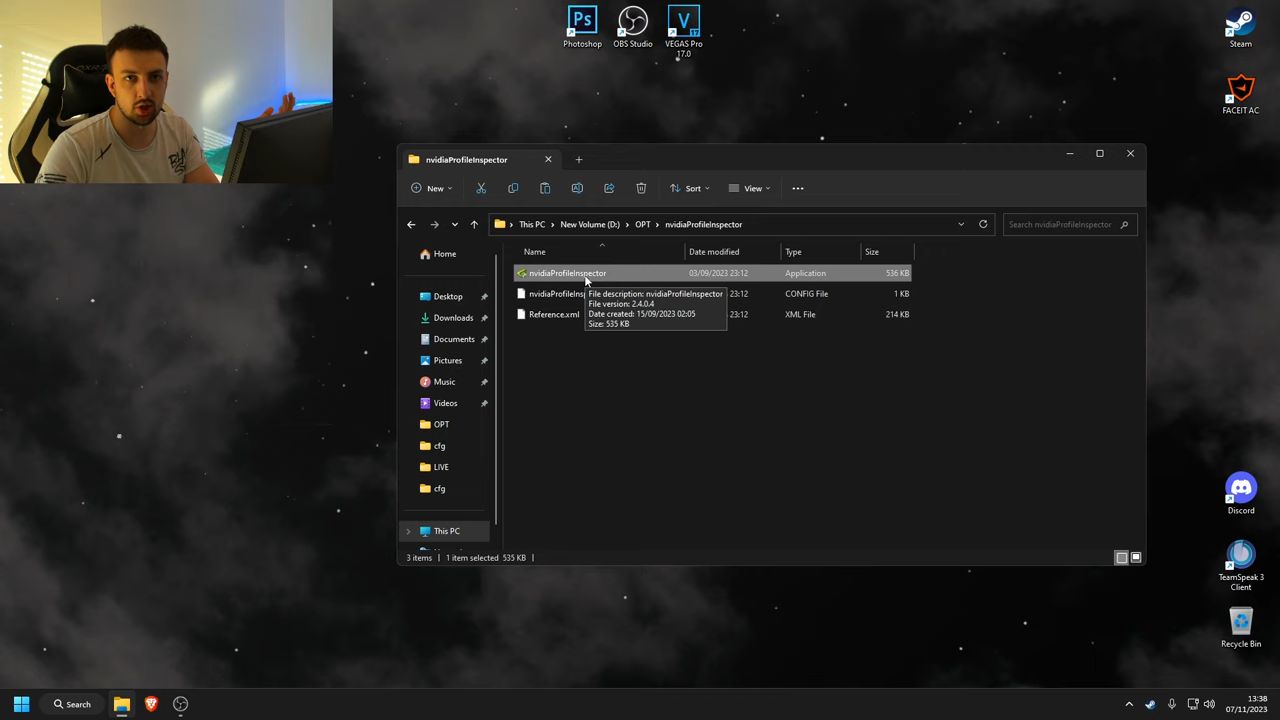 Ps
V
17
Photoshop
OBS Studio
VEGAS Pro
17.0
Steam
FACEIT AC
nvidiaProfileInspector
New
Sort
View
This PC
New Volume (D:)
OPT
nvidiaProfileInspector
Search nvidiaProfileInspector
Name
Date modified
Type
Size
Home
Desktop
Downloads
Documents
Pictures
Music
Videos
OPT
cfg
LIVE
cfg
This PC
nvidiaProfileInspector
03/09/2023 23:12
Application
536 KB
nvidiaProfileIns
23:12
CONFIG File
1 KB
Reference.xml
23:12
XML File
214 KB
File description: nvidiaProfileInspector
File version: 2.4.0.4
Date created: 15/09/2023 02:05
Size: 535 KB
3 items
1 item selected 535 KB
Discord
TeamSpeak 3
Client
Recycle Bin
Search
13:38
07/11/2023